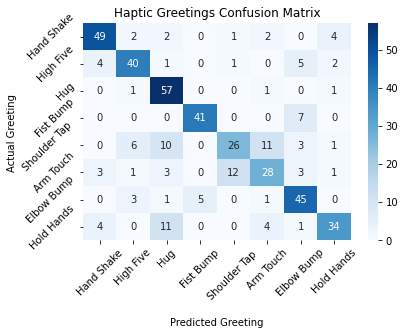 Haptic Greetings Confusion Matrix
Actual Greeting
Hand Shake 49 2 2 0 1 2 0 4
High Five 4 40 1 0 1 0 5 2
Hug 0 1 57 0 0 1 0 1
Fist Bump 0 0 0 41 0 0 7 0
Shoulder Tap 0 6 10 0 26 11 3 1
Arm Touch 3 1 3 0 12 28 3 1
Elbow Bump 0 3 1 5 0 1 45 0
Hold Hands 4 0 11 0 0 4 1 34
Hand Shake High Five Hug Fist Bump Shoulder Tap Arm Touch Elbow Bump Hold Hands
Predicted Greeting
50
40
30
20
10
0